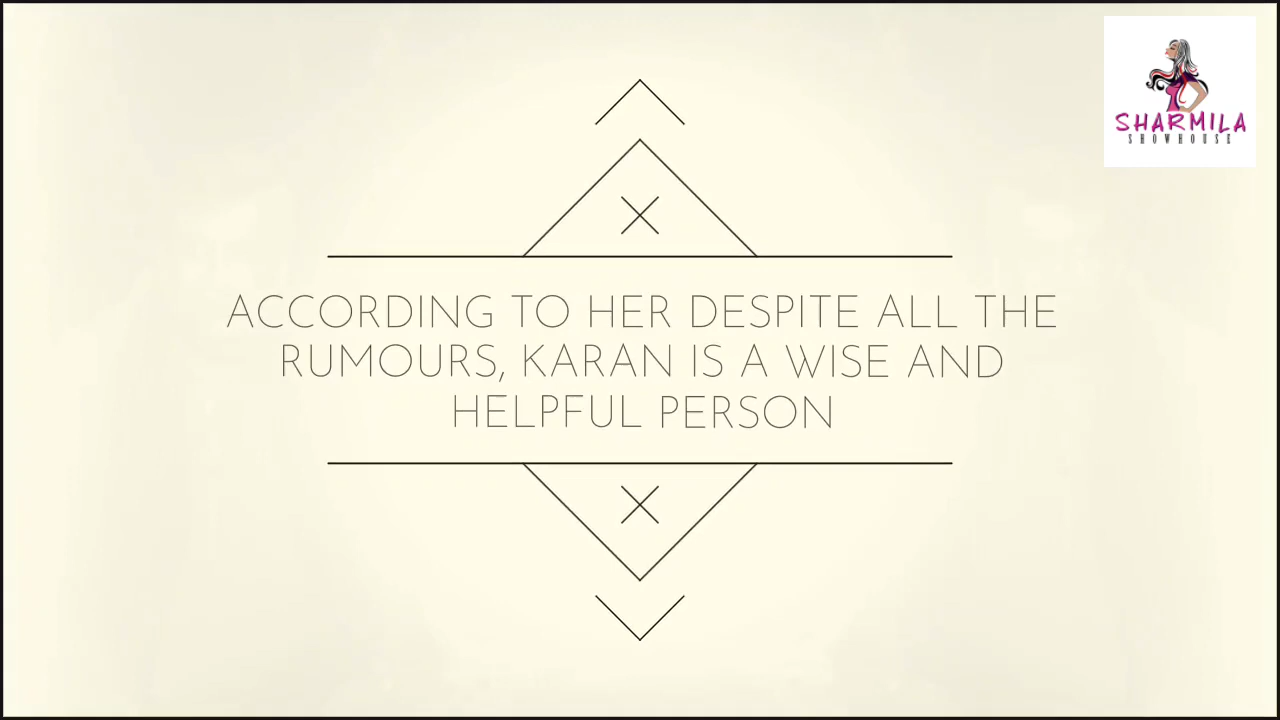 SHARMILA
SHOWHOUSE
ACCORDING TO HER DESPITE ALL THE
RUMOURS, KARAN IS A WISE AND
HELPFUL PERSON